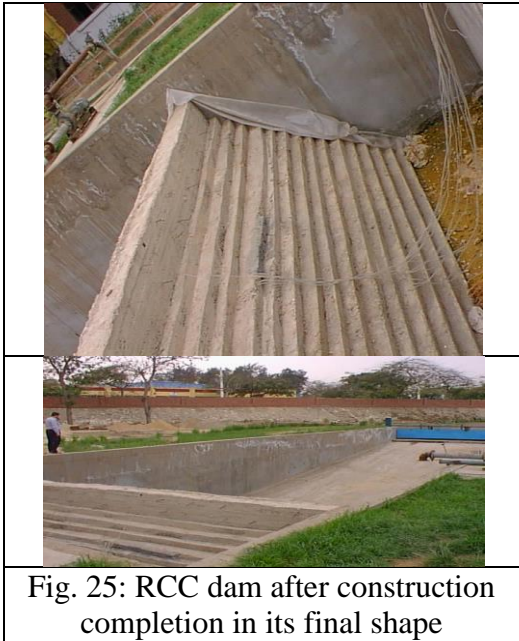 Fig. 25: RCC dam after construction
completion in its final shape